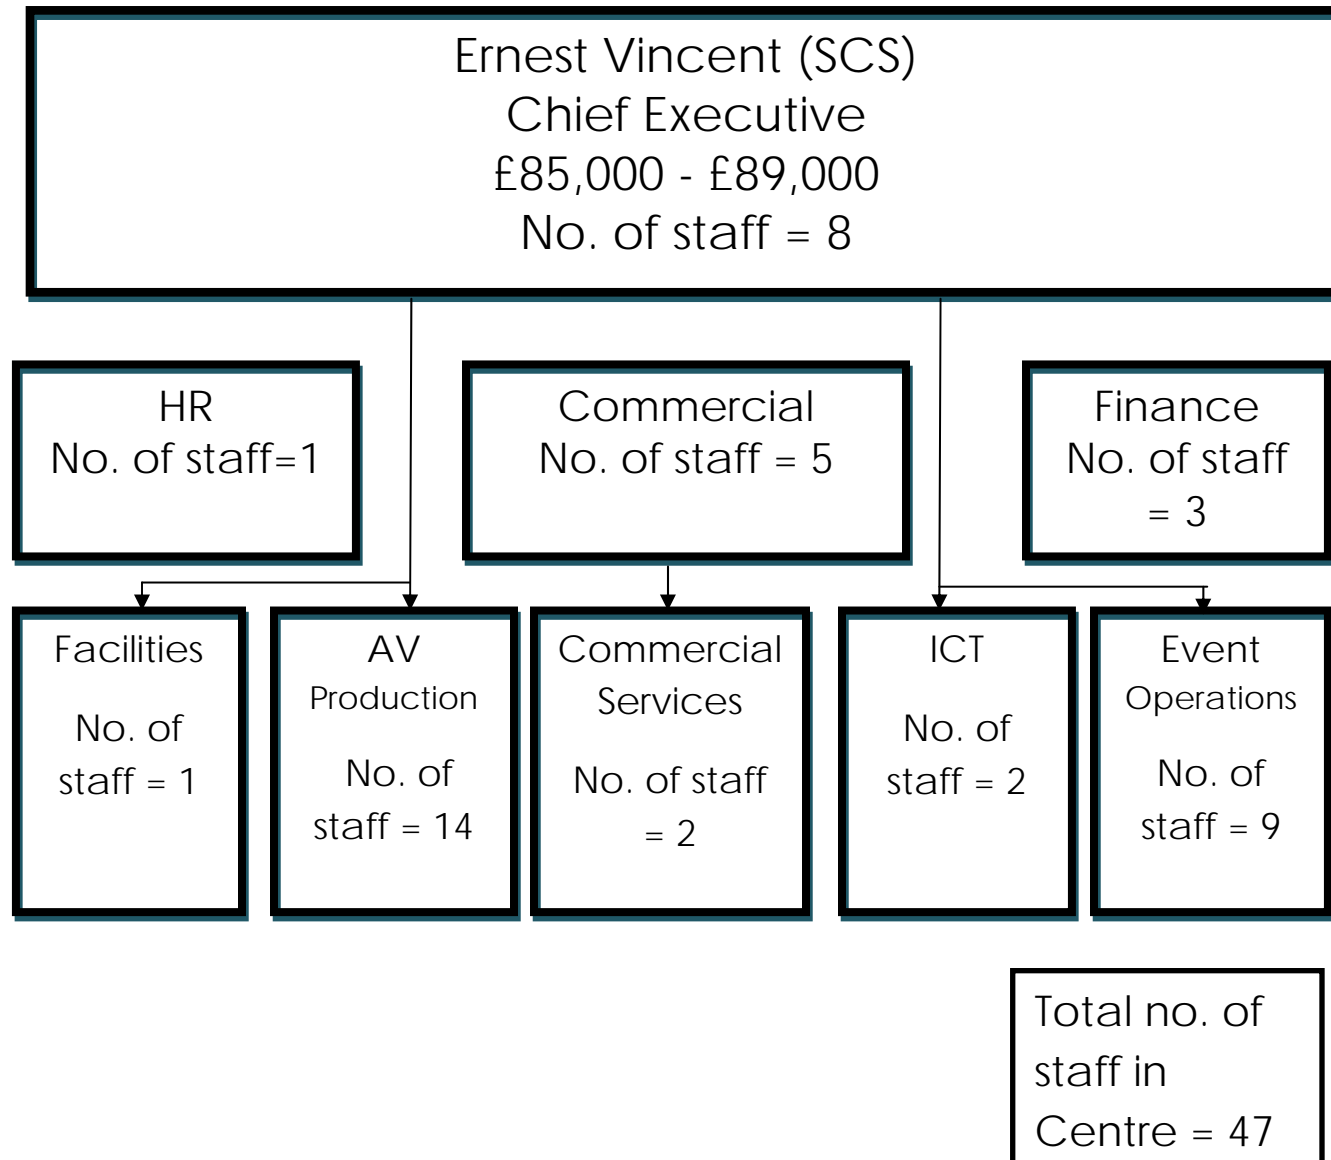 Ernest Vincent (SCS)
Chief Executive
£85,000 - £89,000
No. of staff = 8
HR
No. of staff=1
Commercial
No. of staff = 5
Finance
No. of staff
= 3
Facilities
No. of
staff = 1
AV
Production
No. of
staff = 14
Commercial
Services
No. of staff
= 2
ICT
No. of
staff = 2
Event
Operations
No. of
staff = 9
Total no. of
staff in
Centre = 47